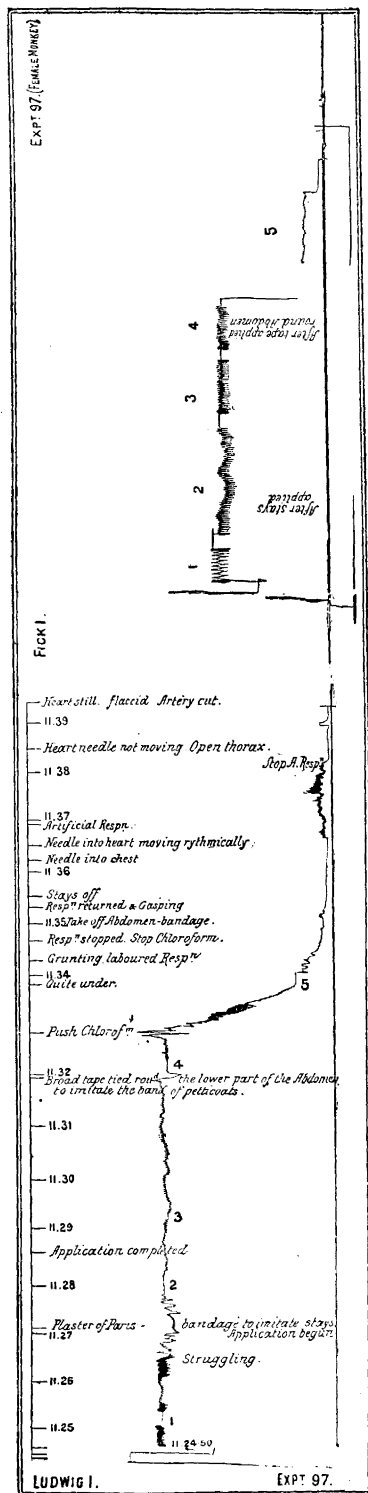 EXPT 97. (FEMALE MONKEY)
5
4
After tape applied
round Abdomen
3
2
After stays
applied
1
FICK I.
Heart still. flaccid Artery cut.
11.39
Heart needle not moving Open thorax.
11.38
Stop A. Respn
11.37
Artificial Respn.
Needle into heart moving rythmically.
Needle into chest
11 36
Stays off
Respn returned & Gasping
11.35 Take off Abdomen-bandage.
Respn stopped. Stop Chloroform.
Grunting laboured Respn
11.34
Quite under.
5
Push Chlorofm
4
11.32
Broad tape tied round the lower part of the Abdomen
to imitate the band of petticoats.
11.31
11.30
11.29
3
Application completed
11.28
2
Plaster of Paris - bandage to imitate stays
Application begun
11.27
Struggling.
11.26
11.25
1
11.24.50
LUDWIG I.
EXPT 97.